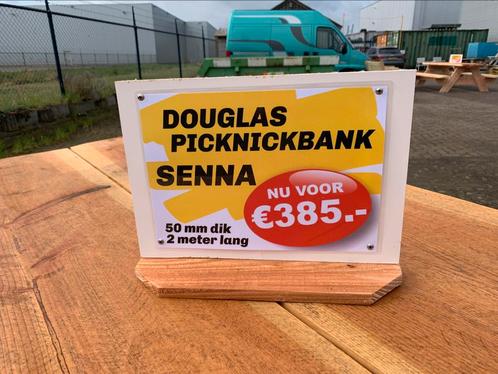 DOUGLAS
PICKNICKBANK
SENNA
NU VOOR
€385.-
50 mm dik
2 meter lang